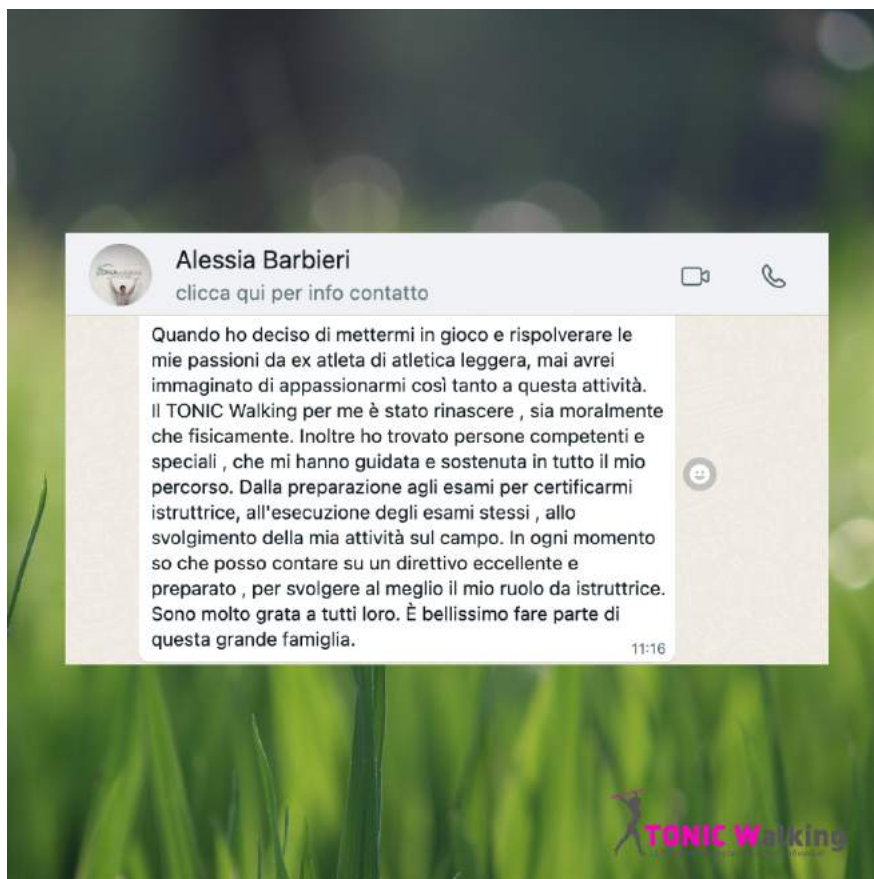 Alessia Barbieri
clicca qui per info contatto
Quando ho deciso di mettermi in gioco e rispolverare le
mie passioni da ex atleta di atletica leggera, mai avrei
immaginato di appassionarmi così tanto a questa attività.
Il TONIC Walking per me è stato rinascere , sia moralmente
che fisicamente. Inoltre ho trovato persone competenti e
speciali , che mi hanno guidata e sostenuta in tutto il mio
percorso. Dalla preparazione agli esami per certificarmi
istruttrice, all'esecuzione degli esami stessi , allo
svolgimento della mia attività sul campo. In ogni momento
so che posso contare su un direttivo eccellente e
preparato , per svolgere al meglio il mio ruolo da istruttrice.
Sono molto grata a tutti loro. È bellissimo fare parte di
questa grande famiglia.
11:16
TONIC Walking